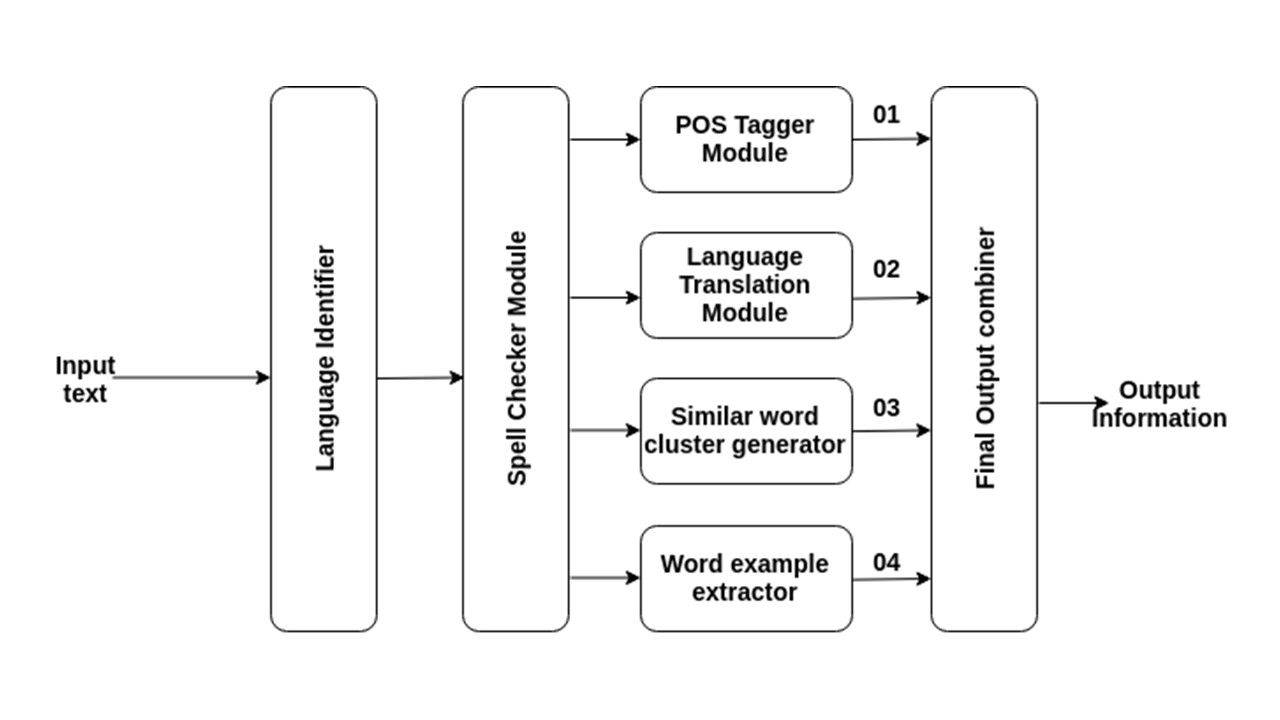 Input
text
Language Identifier
Spell Checker Module
POS Tagger
Module
01
Language
Translation
Module
02
Similar word
cluster generator
03
Word example
extractor
04
Final Output combiner
Output
Information